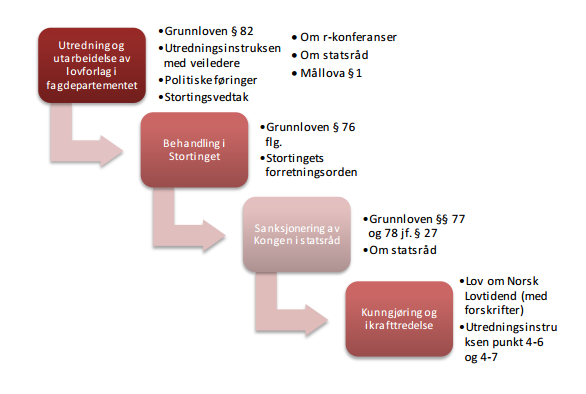 Utredning og
utarbeidelse av
lovforlag i
fagdepartementet
•Grunnloven § 82
•Utredningsinstruksen
med veiledere
•Politiske føringer
•Stortingsvedtak
• Om r-konferanser
• Om statsråd
• Mållova § 1
Behandling i
Stortinget
•Grunnloven § 76
flg.
•Stortingets
forretningsorden
Sanksjonering av
Kongen i statsråd
•Grunnloven §§ 77
og 78 jf. § 27
•Om statsråd
Kunngjøring og
ikrafttredelse
•Lov om Norsk
Lovtidend (med
forskrifter)
•Utredningsinstru
ksen punkt 4-6
og 4-7